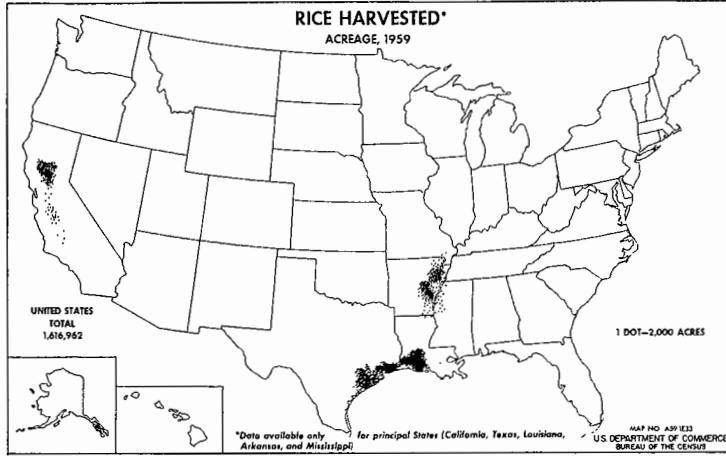 RICE HARVESTED*
ACREAGE, 1959
UNITED STATES
TOTAL
1,616,962
1 DOT—2,000 ACRES
*Data available only for principal States (California, Texas, Louisiana,
Arkansas, and Mississippi)
MAP NO A59 1E33
U.S. DEPARTMENT OF COMMERCE
BUREAU OF THE CENSUS